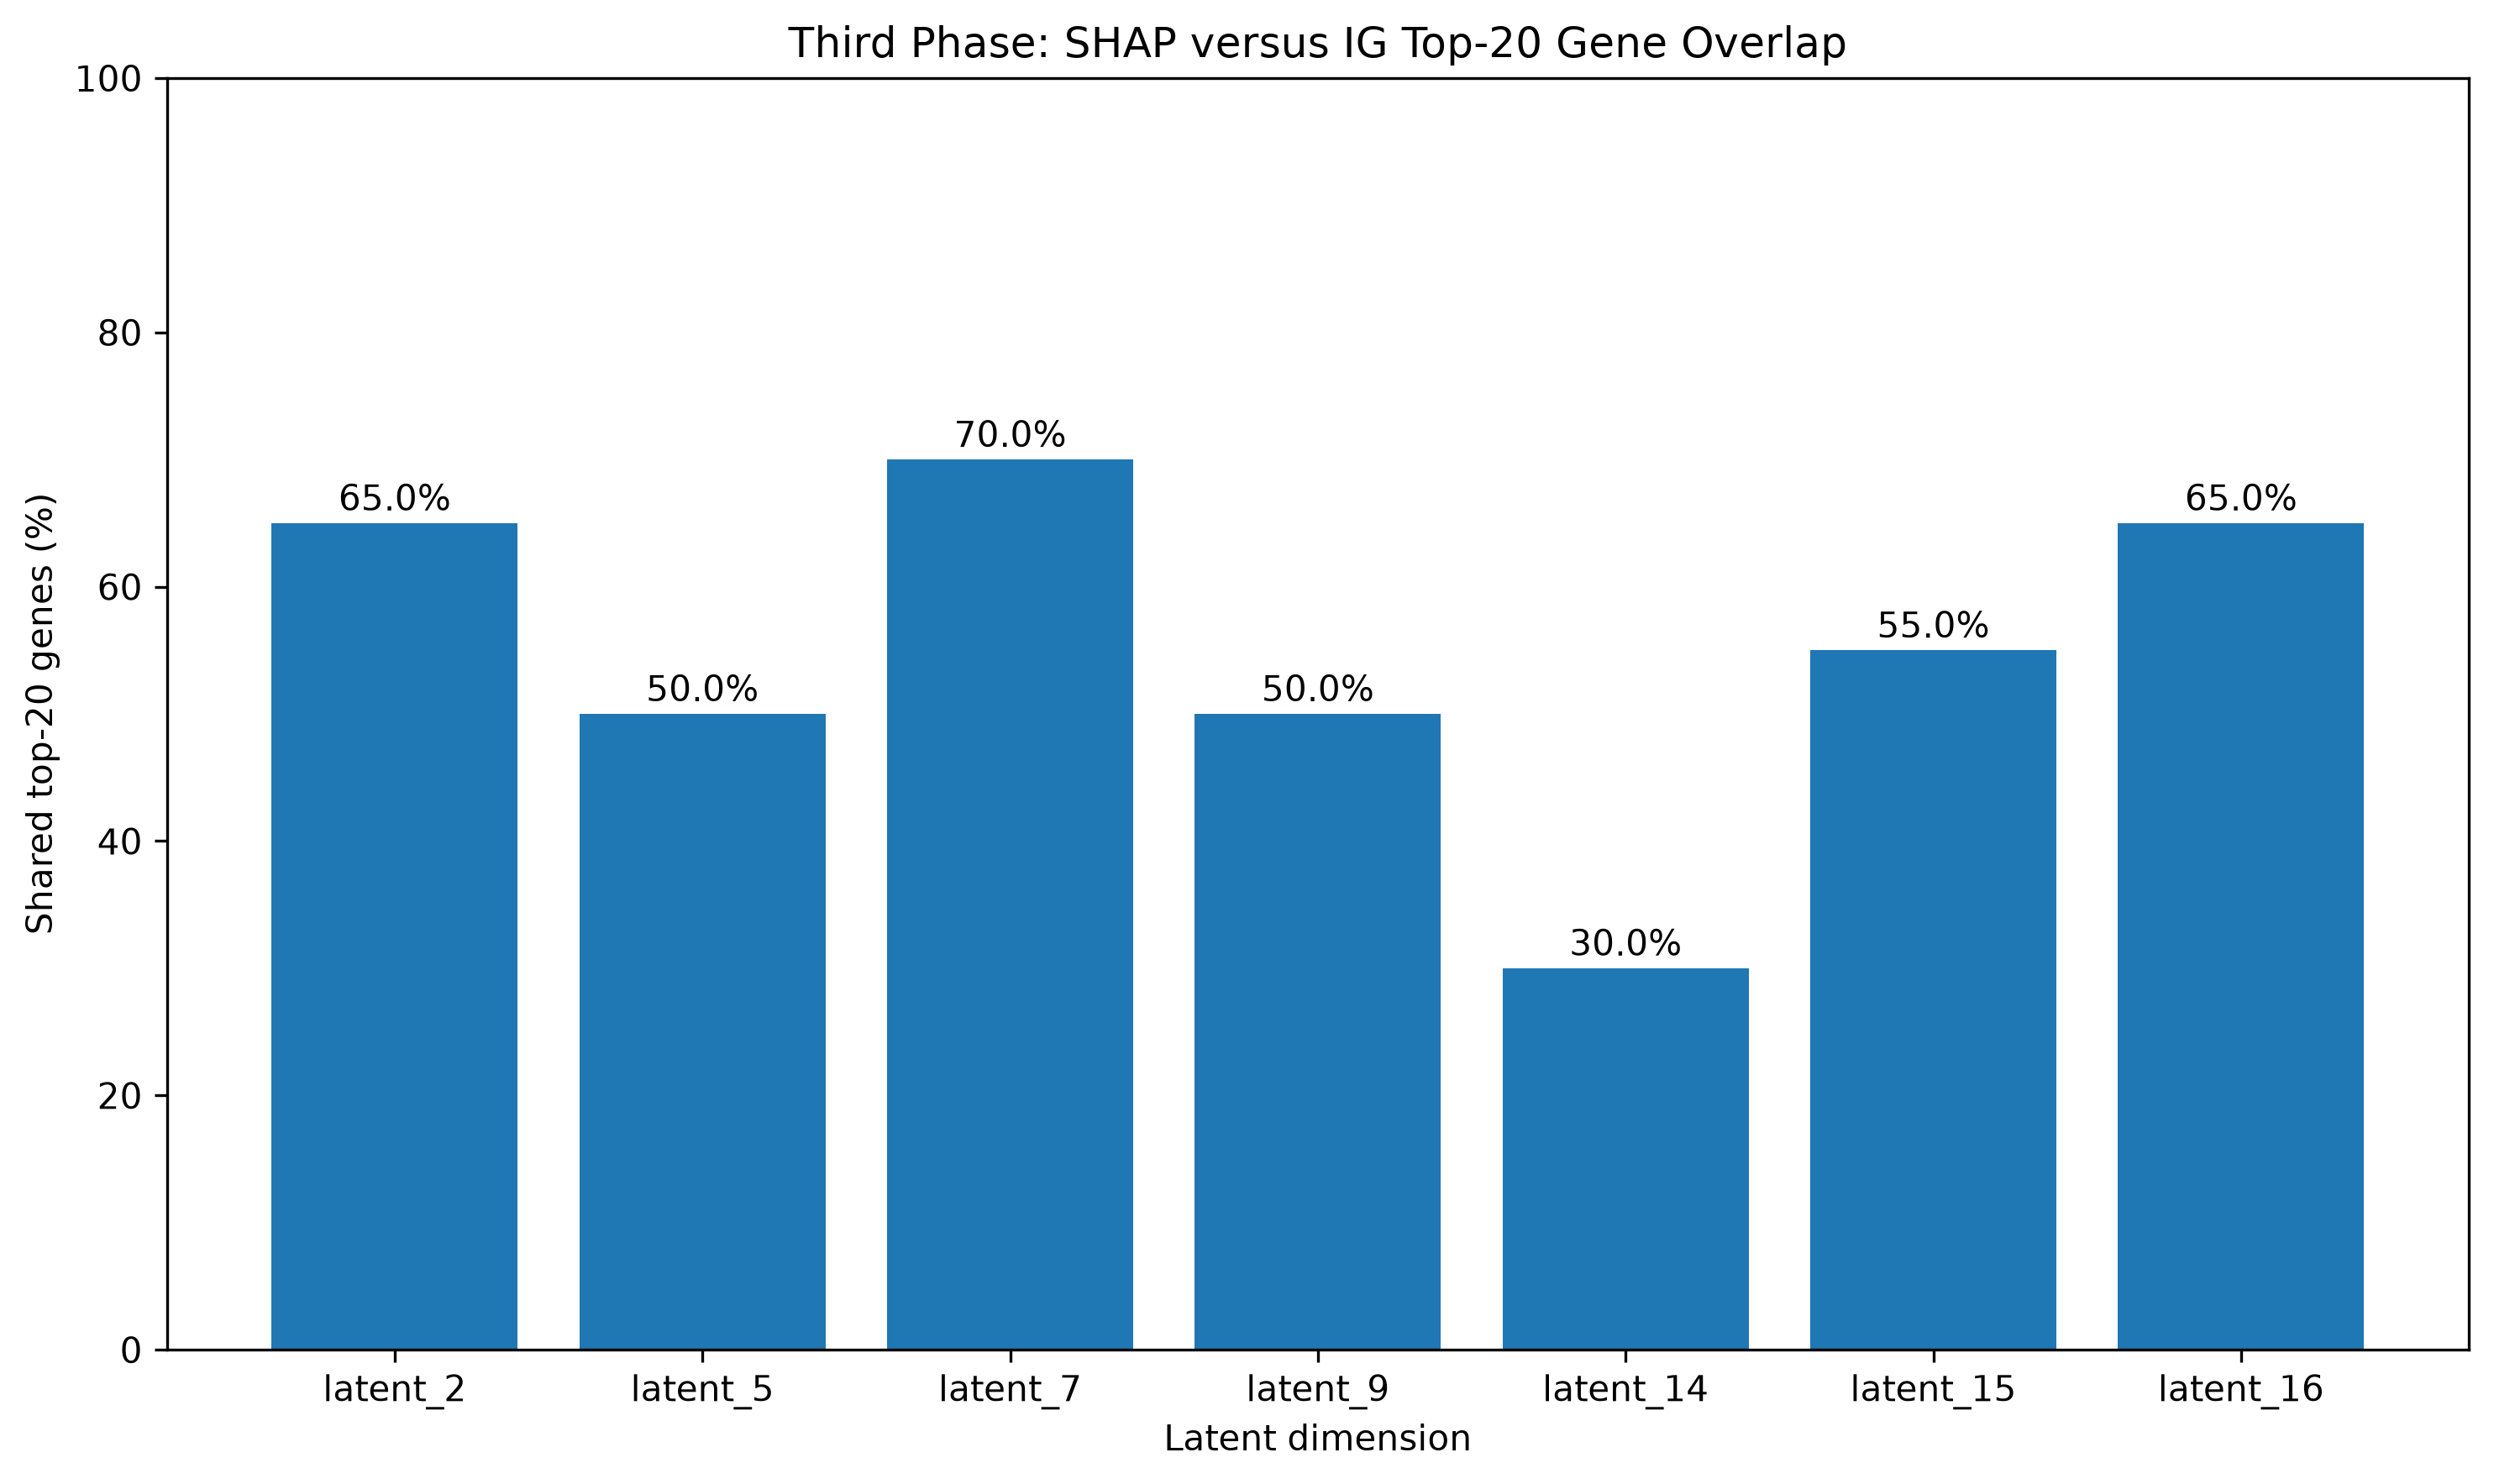 Third Phase: SHAP versus IG Top-20 Gene Overlap
Shared top-20 genes (%)
100
80
60
40
20
0
65.0%
50.0%
70.0%
50.0%
30.0%
55.0%
65.0%
latent_2
latent_5
latent_7
latent_9
latent_14
latent_15
latent_16
Latent dimension